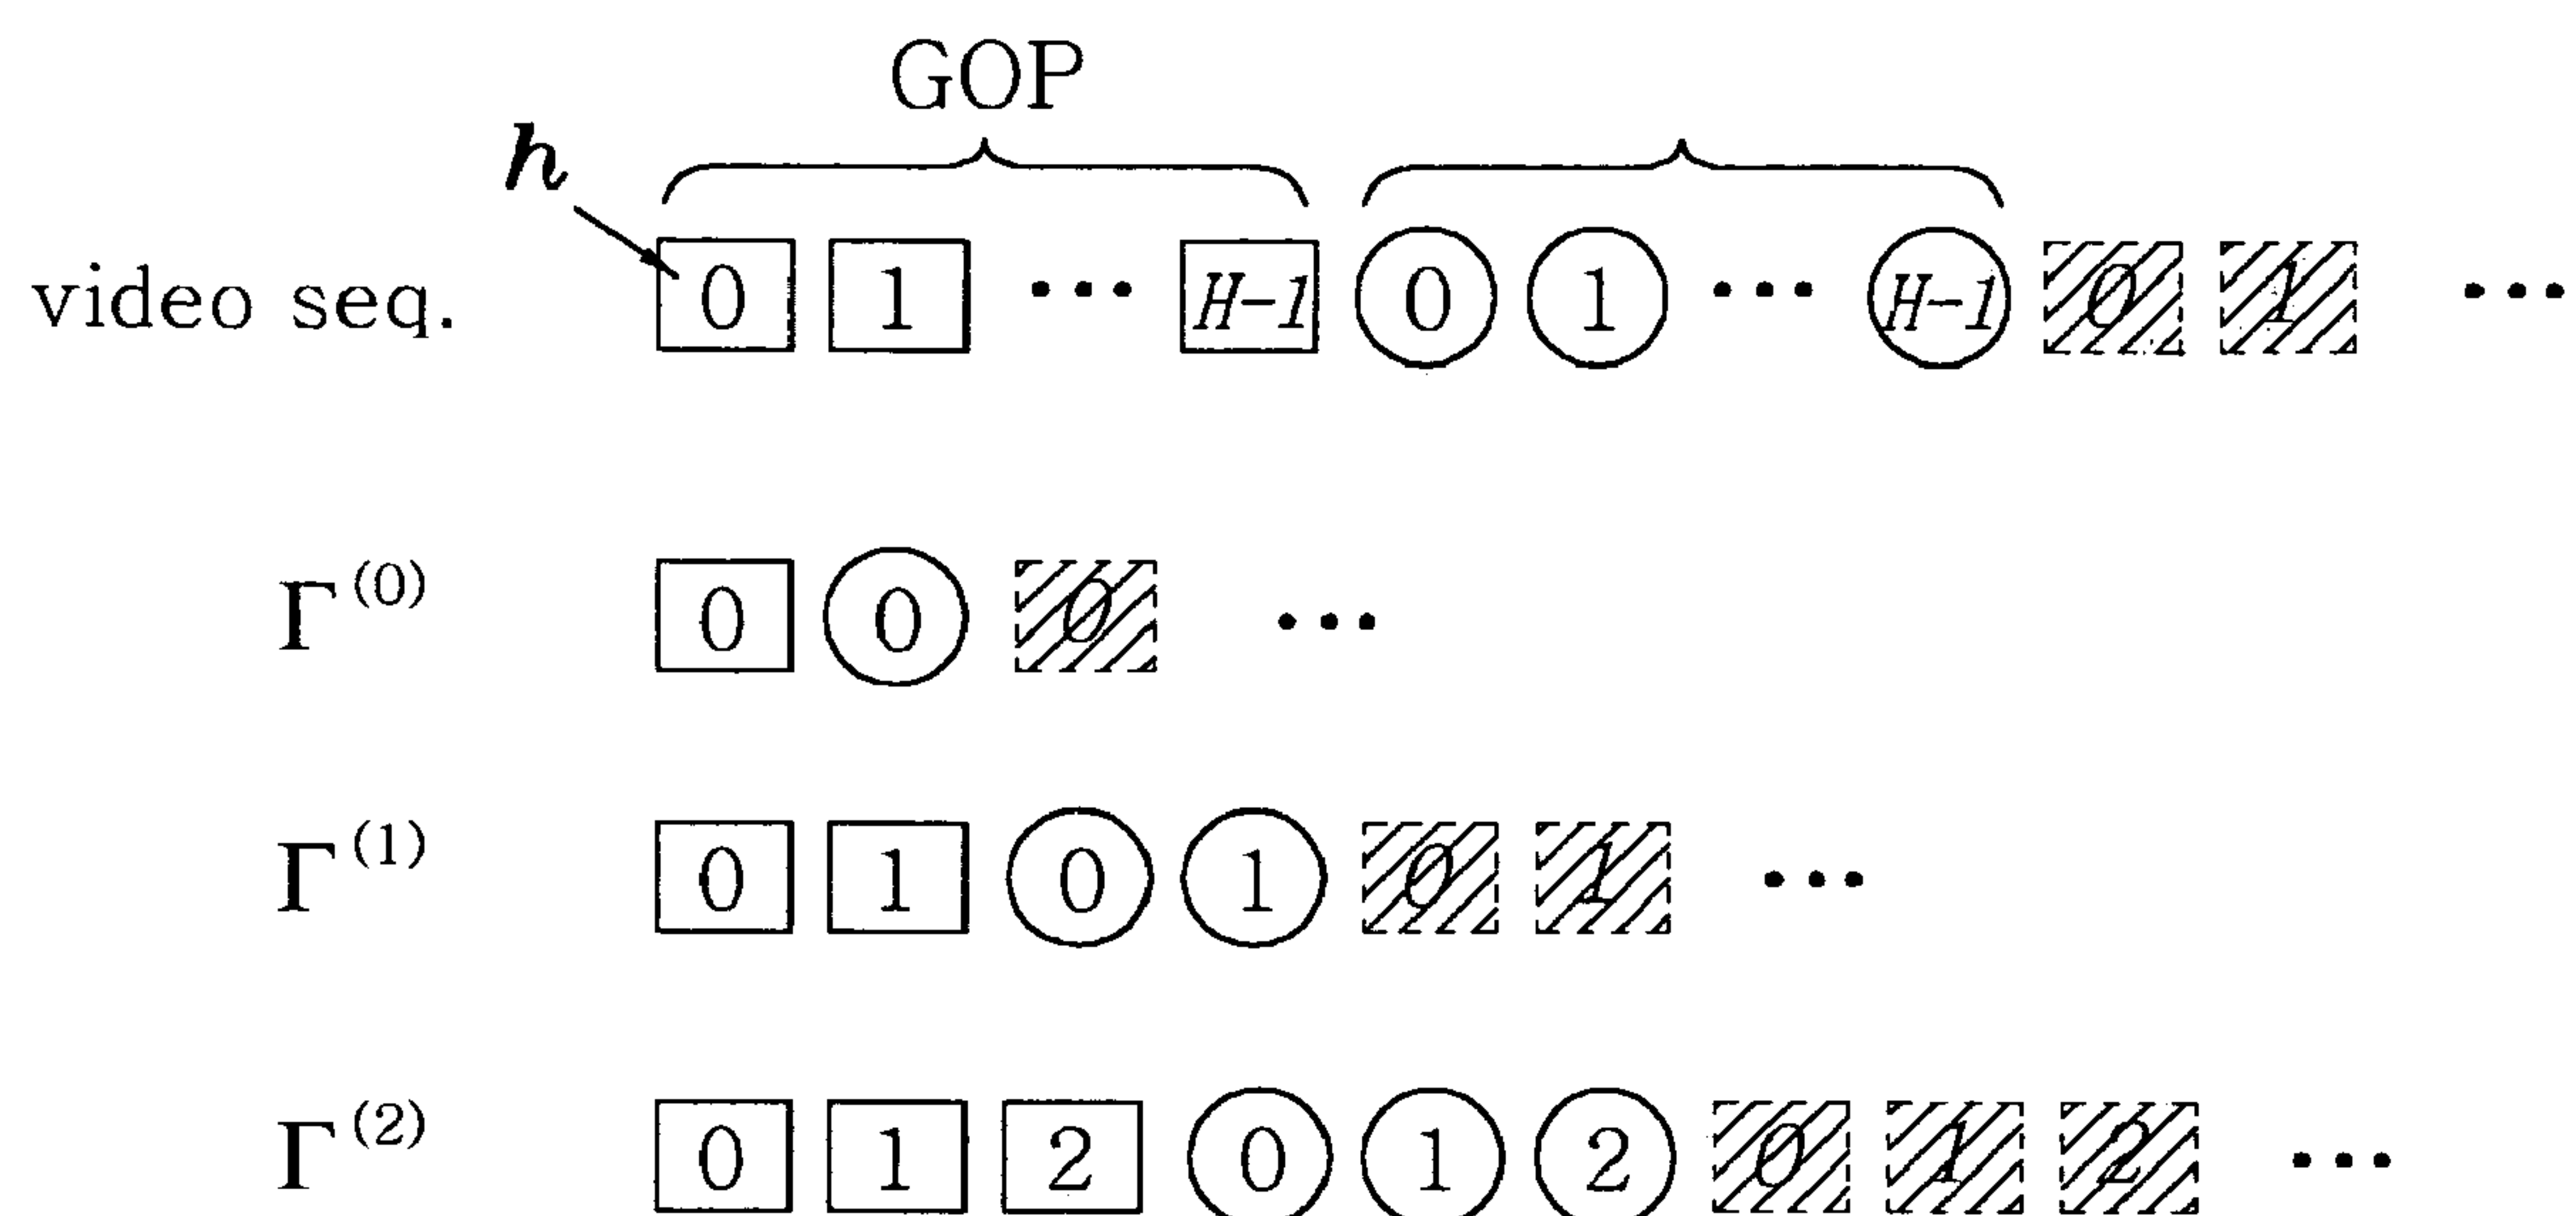 GOP
h
video seq. 0 1 ... H-1 0 1 ... H-1 0 1 ...
Γ(0) 0 0 0 ...
Γ(1) 0 1 0 1 0 1 ...
Γ(2) 0 1 2 0 1 2 0 1 2 ...